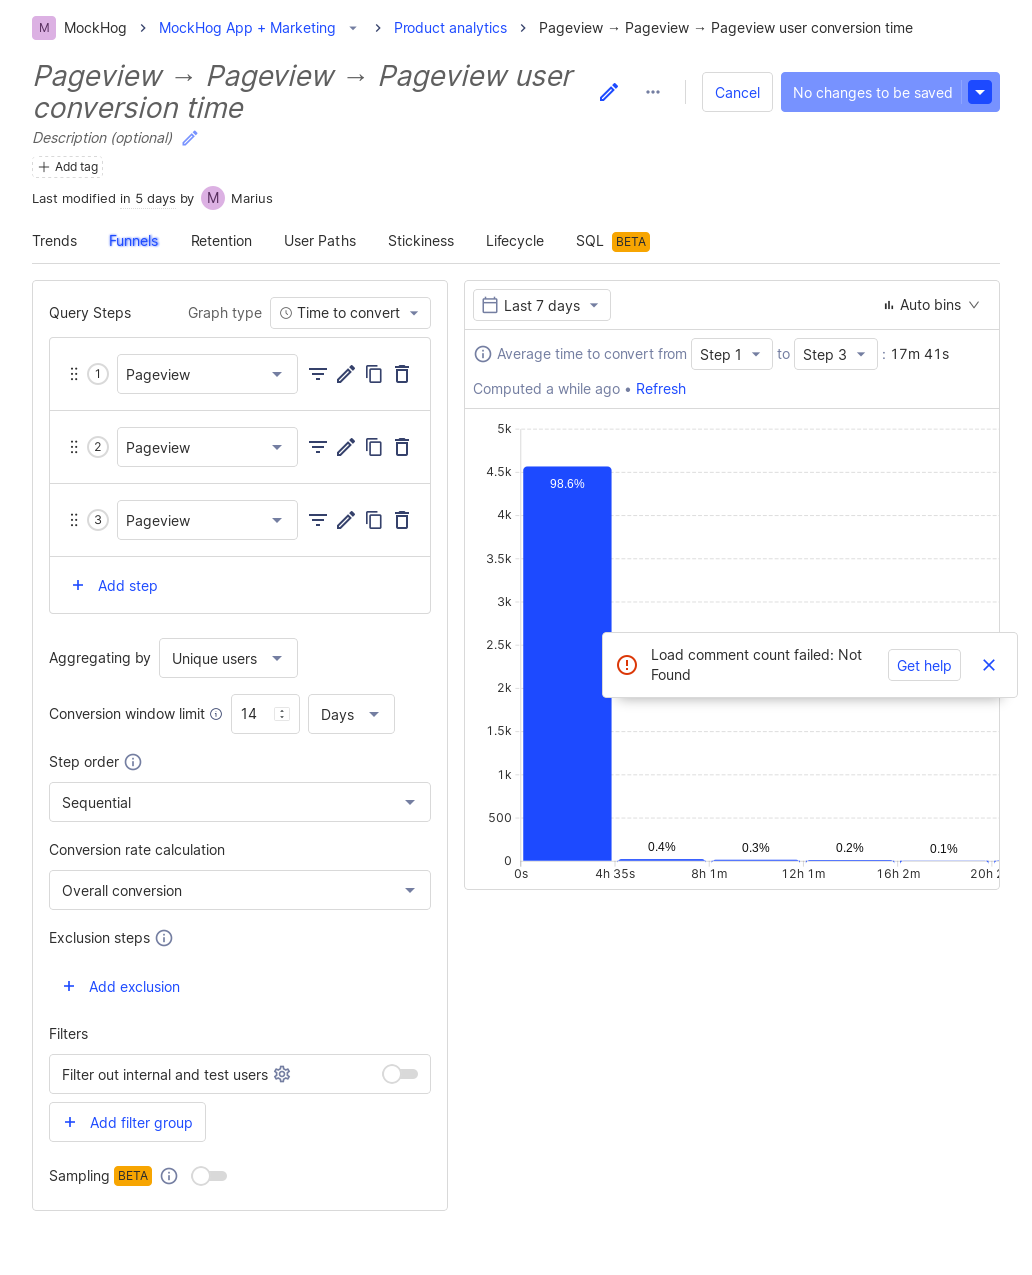 M MockHog MockHog App + Marketing Product analytics Pageview → Pageview → Pageview user conversion time
Pageview → Pageview → Pageview user
conversion time
Cancel
No changes to be saved
Description (optional)
Add tag
Last modified in 5 days by M Marius
Trends Funnels Retention User Paths Stickiness Lifecycle SQL BETA
Query Steps Graph type Time to convert
1 Pageview
2 Pageview
3 Pageview
+ Add step
Aggregating by Unique users
Conversion window limit 14 Days
Step order
Sequential
Conversion rate calculation
Overall conversion
Exclusion steps
+ Add exclusion
Filters
Filter out internal and test users
+ Add filter group
Sampling BETA
Last 7 days Auto bins
Average time to convert from Step 1 to Step 3 : 17m 41s
Computed a while ago • Refresh
5k
4.5k
4k
3.5k
3k
2.5k
2k
1.5k
1k
500
0
98.6%
0.4% 0.3% 0.2% 0.1%
0s 4h 35s 8h 1m 12h 1m 16h 2m 20h
Load comment count failed: Not
Found
Get help